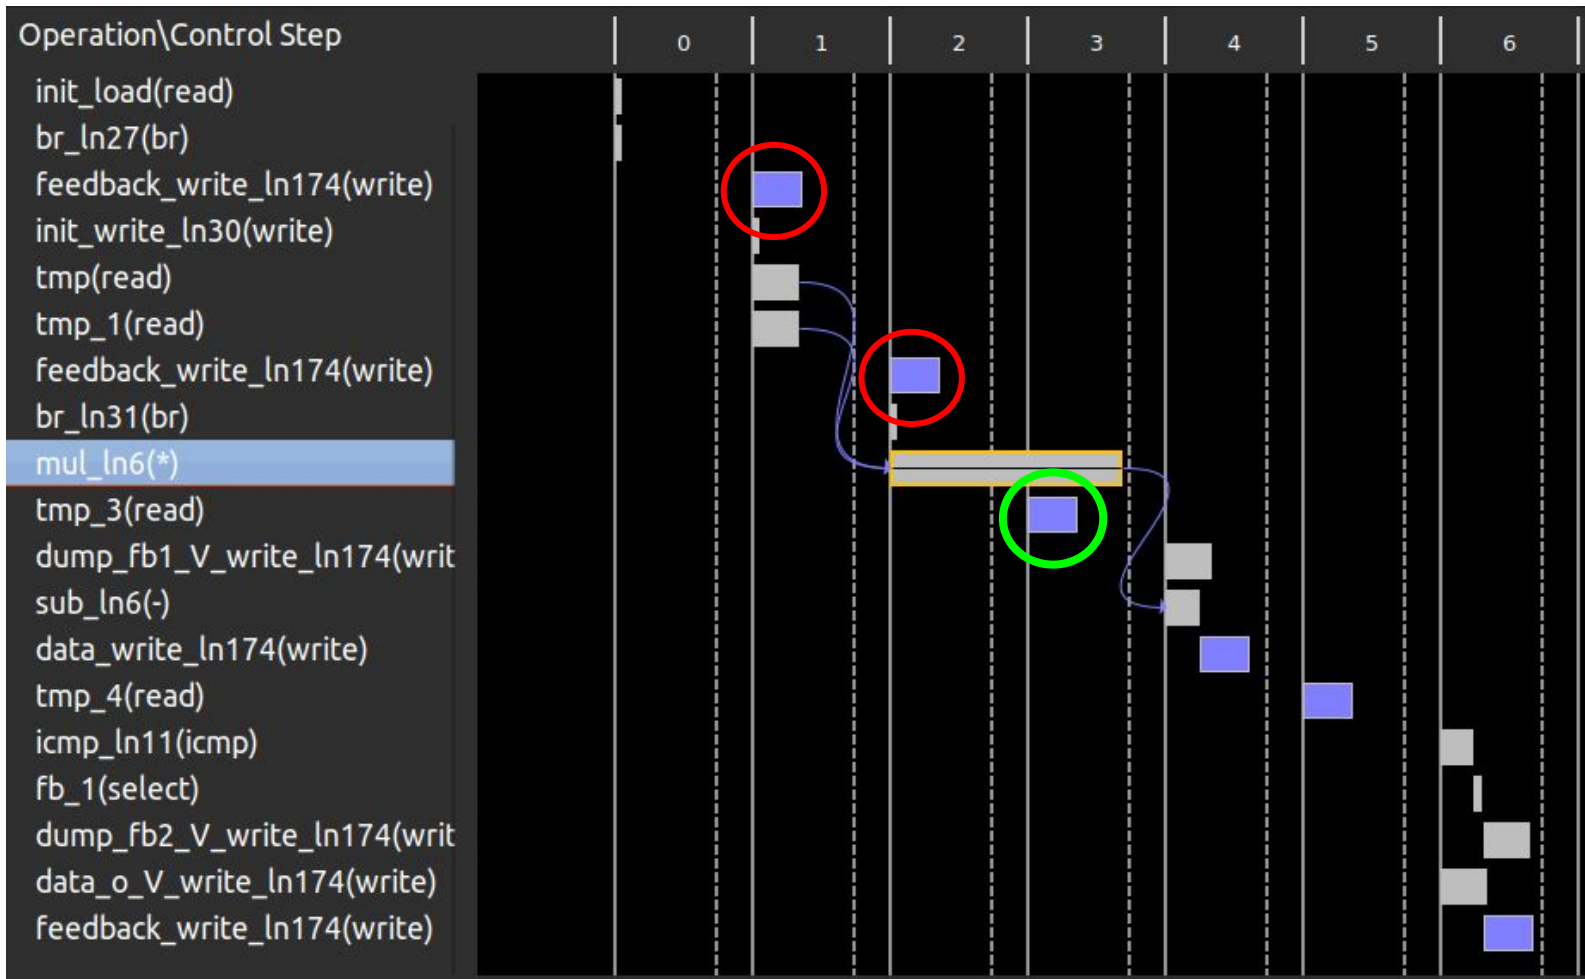 Operation\Control Step 0 1 2 3 4 5 6
init_load(read)
br_ln27(br)
feedback_write_ln174(write)
init_write_ln30(write)
tmp(read)
tmp_1(read)
feedback_write_ln174(write)
br_ln31(br)
mul_ln6(*)
tmp_3(read)
dump_fb1_V_write_ln174(writ
sub_ln6(-)
data_write_ln174(write)
tmp_4(read)
icmp_ln11(icmp)
fb_1(select)
dump_fb2_V_write_ln174(writ
data_o_V_write_ln174(write)
feedback_write_ln174(write)